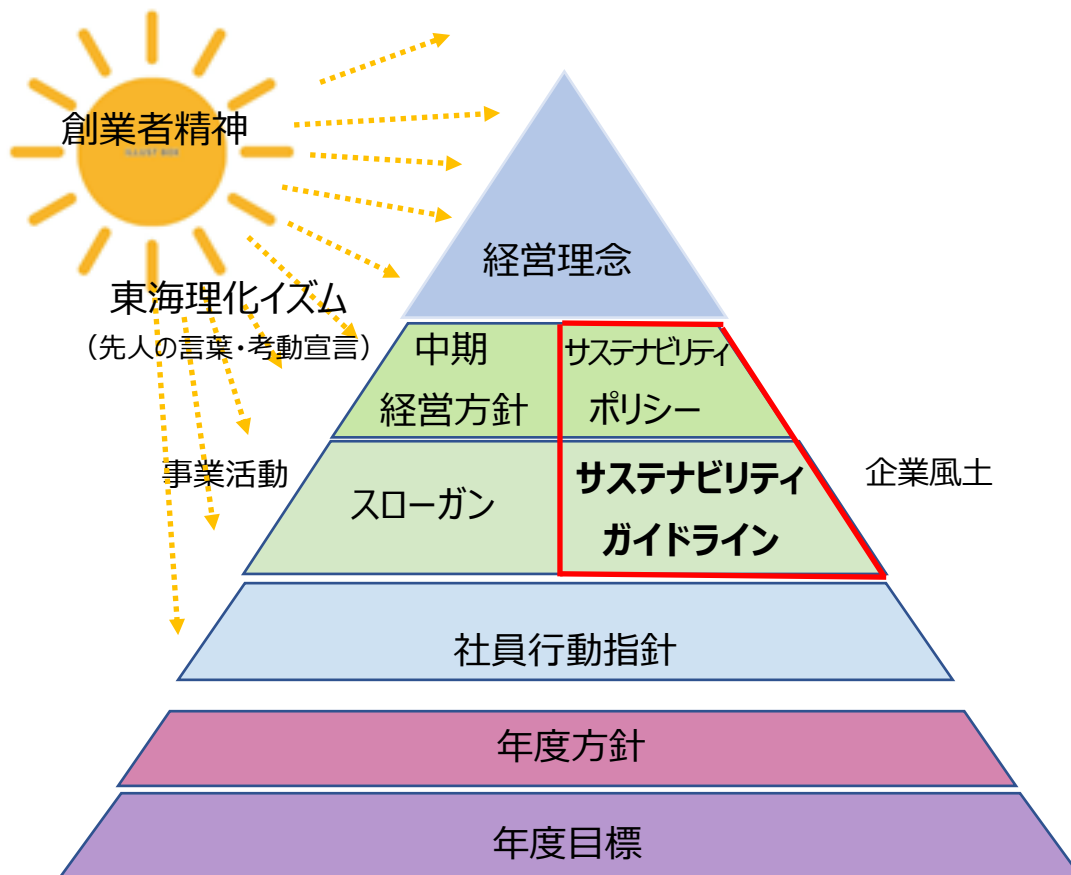 創業者精神
ILLUST BOX
経営理念
東海理化イズム
（先人の言葉・考動宣言）
中期
経営方針
サステナビリティ
ポリシー
事業活動
スローガン
サステナビリティ
ガイドライン
企業風土
社員行動指針
年度方針
年度目標